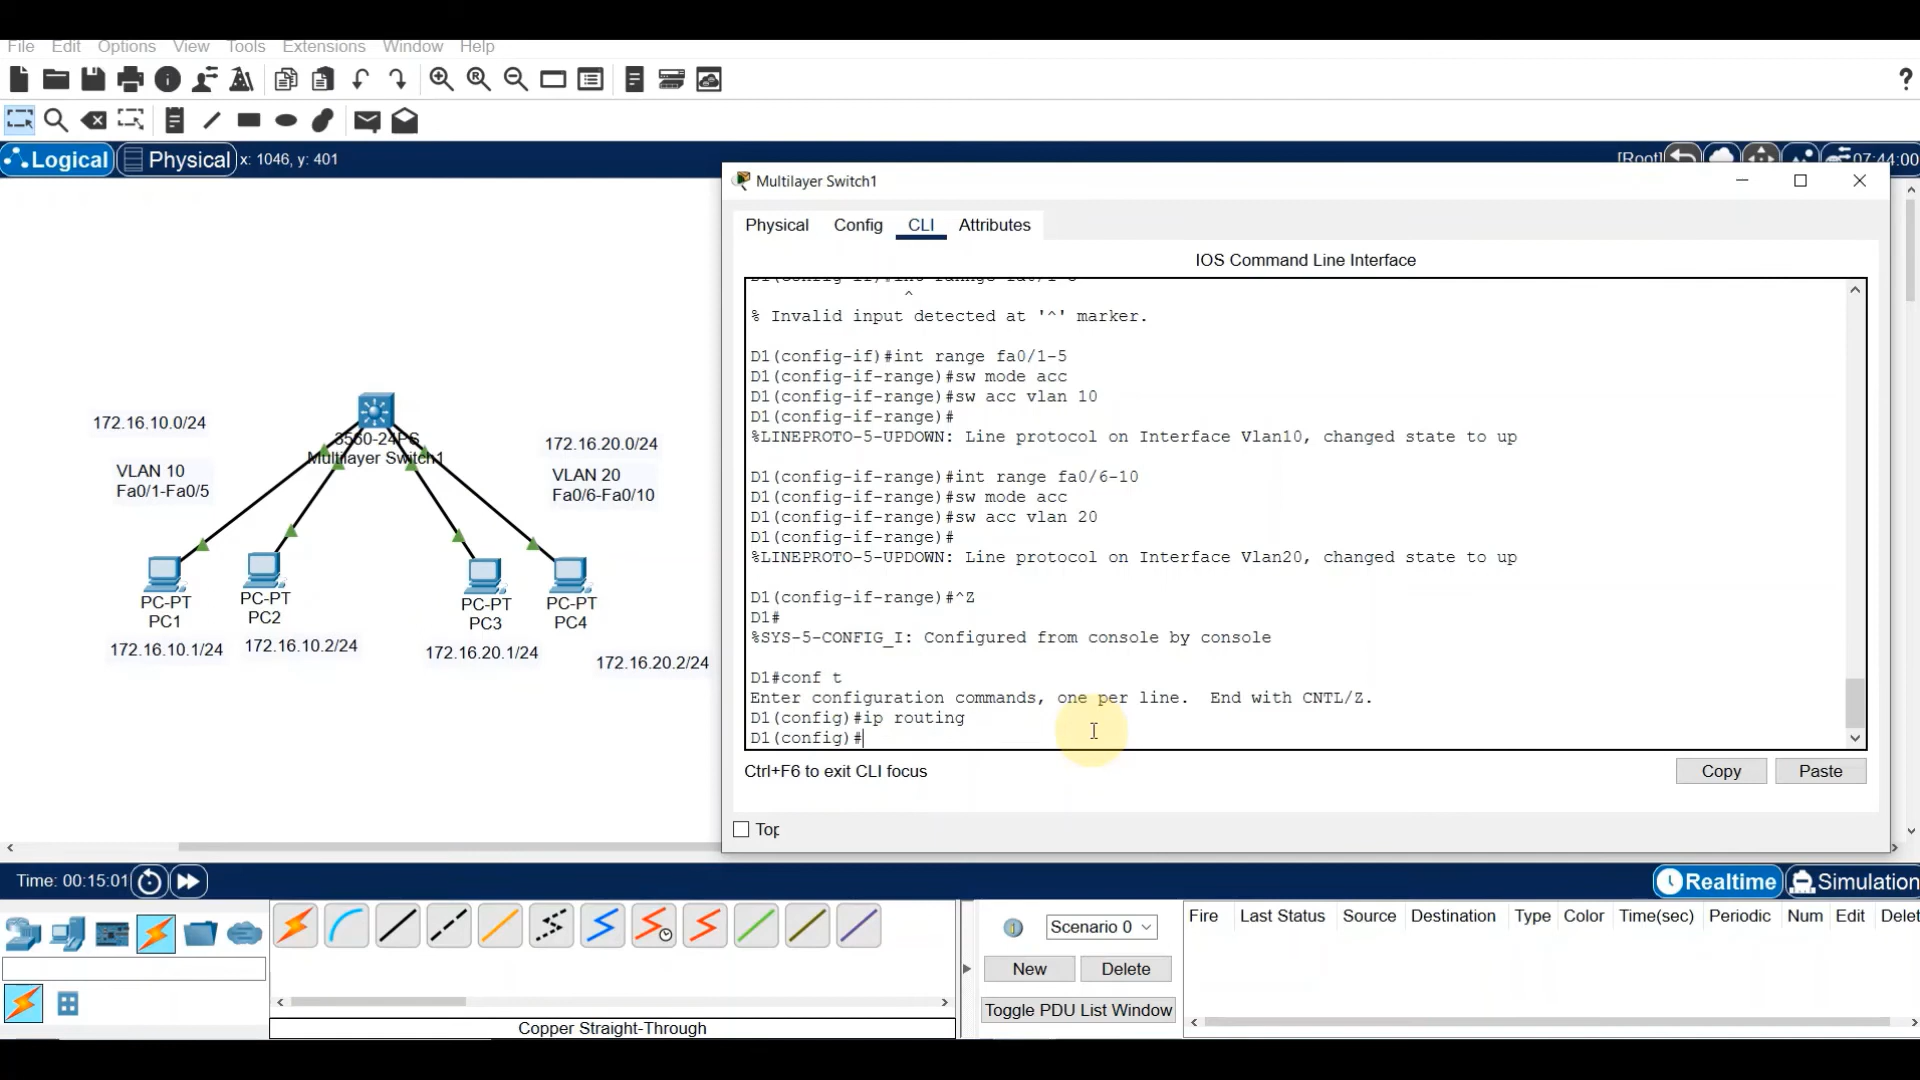 File Edit Options View Tools Extensions Window Help
?
Logical Physical x: 1046, y: 401
[Root] 07:44:00
Multilayer Switch1
Physical Config CLI Attributes
IOS Command Line Interface
% Invalid input detected at '^' marker.
D1(config-if)#int range fa0/1-5
D1(config-if-range)#sw mode acc
D1(config-if-range)#sw acc vlan 10
D1(config-if-range)#
%LINEPROTO-5-UPDOWN: Line protocol on Interface Vlan10, changed state to up
D1(config-if-range)#int range fa0/6-10
D1(config-if-range)#sw mode acc
D1(config-if-range)#sw acc vlan 20
D1(config-if-range)#
%LINEPROTO-5-UPDOWN: Line protocol on Interface Vlan20, changed state to up
D1(config-if-range)#^Z
D1#
%SYS-5-CONFIG_I: Configured from console by console
D1#conf t
Enter configuration commands, one per line. End with CNTL/Z.
D1(config)#ip routing
D1(config)#
Ctrl+F6 to exit CLI focus
Copy Paste
Top
172.16.10.0/24
VLAN 10
Fa0/1-Fa0/5
3560-24PS
Multilayer Switch1
172.16.20.0/24
VLAN 20
Fa0/6-Fa0/10
PC-PT
PC1
PC-PT
PC2
PC-PT
PC3
PC-PT
PC4
172.16.10.1/24
172.16.10.2/24
172.16.20.1/24
172.16.20.2/24
Time: 00:15:01
Realtime Simulation
Copper Straight-Through
Scenario 0
New Delete
Toggle PDU List Window
Fire Last Status Source Destination Type Color Time(sec) Periodic Num Edit Delet